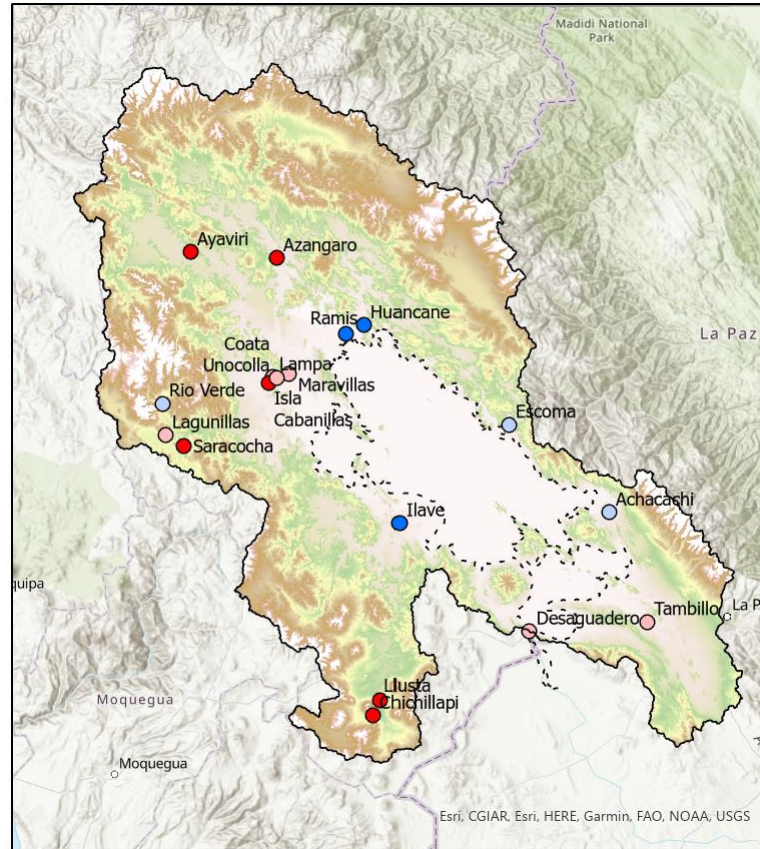 Madidi National
Park
Ayaviri
Azangaro
Huancane
Ramis
La Paz
Coata
Unocolla
Lampa
Maravillas
Isla
Cabanillas
Rio Verde
Escoma
Lagunillas
Saracocha
Achacachi
Ilave
quipa
Desaguadero
Tambillo
La P
Llusta
Chichillapi
Moquegua
Moquegua
Esri, CGIAR, Esri, HERE, Garmin, FAO, NOAA, USGS